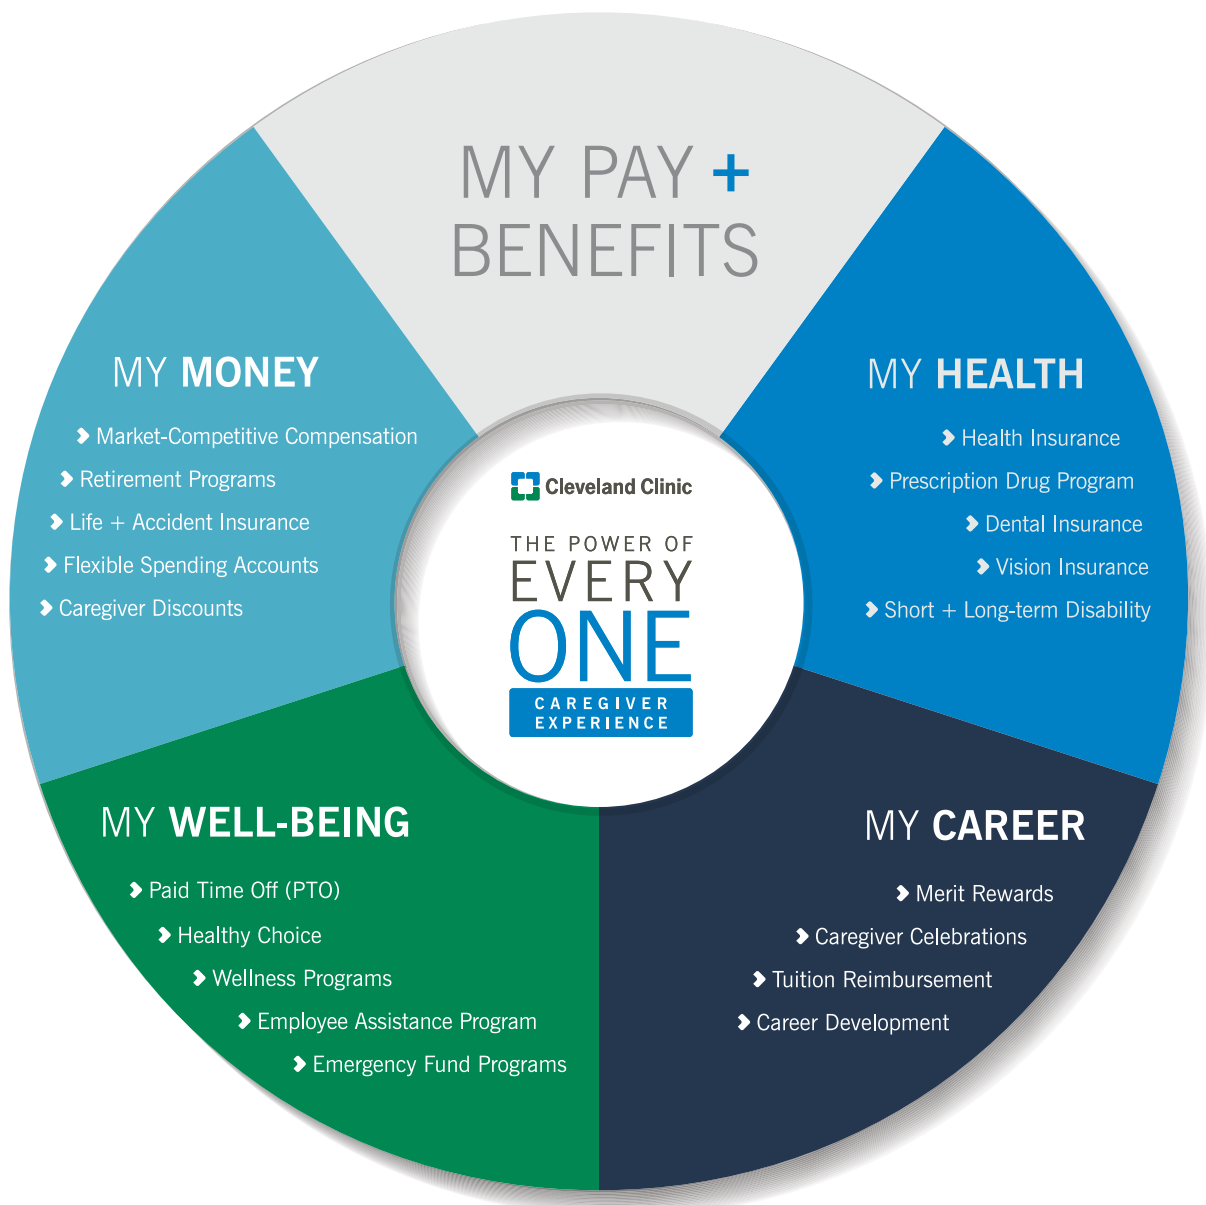 MY PAY +
BENEFITS
MY HEALTH
Health Insurance
Prescription Drug Program
Dental Insurance
Vision Insurance
Short + Long-term Disability
MY CAREER
Merit Rewards
Caregiver Celebrations
Tuition Reimbursement
Career Development
MY WELL-BEING
Paid Time Off (PTO)
Healthy Choice
Wellness Programs
Employee Assistance Program
Emergency Fund Programs
MY MONEY
Market-Competitive Compensation
Retirement Programs
Life + Accident Insurance
Flexible Spending Accounts
Caregiver Discounts
Cleveland Clinic
THE POWER OF
EVERY
ONE
CAREGIVER
EXPERIENCE